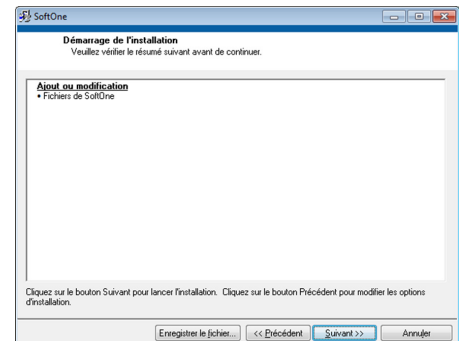 SoftOne
Démarrage de l'installation
Veuillez vérifier le résumé suivant avant de continuer.
Ajout ou modification
• Fichiers de SoftOne
Cliquez sur le bouton Suivant pour lancer l'installation. Cliquez sur le bouton Précédent pour modifier les options
d'installation.
Enregistrer le fichier... << Précédent Suivant >> Annuler